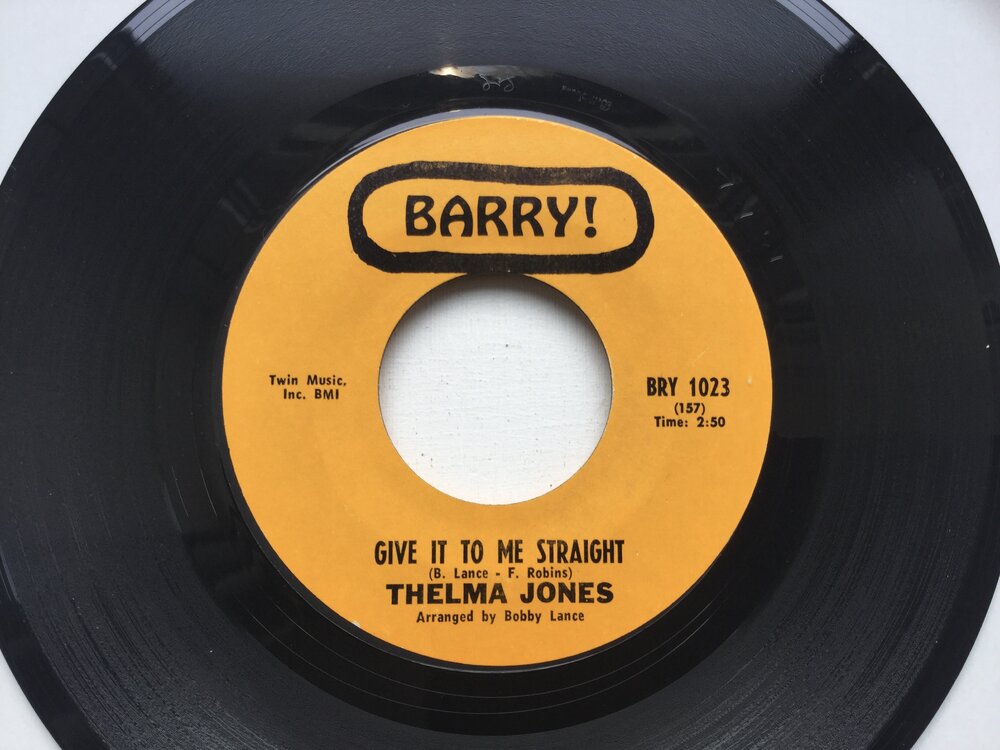 BARRY!
Twin Music,
Inc. BMI
BRY 1023
(157)
Time: 2:50
GIVE IT TO ME STRAIGHT
(B. Lance - F. Robins)
THELMA JONES
Arranged by Bobby Lance